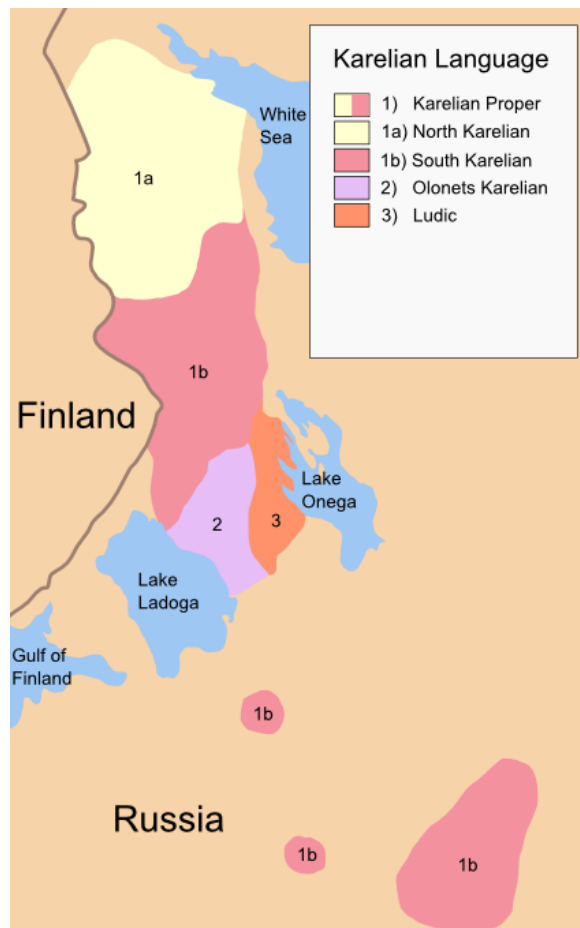 Karelian Language
1) Karelian Proper
1a) North Karelian
1b) South Karelian
2) Olonets Karelian
3) Ludic
White
Sea
1a
1b
Finland
Lake
Onega
2
3
Lake
Ladoga
Gulf of
Finland
1b
Russia
1b
1b